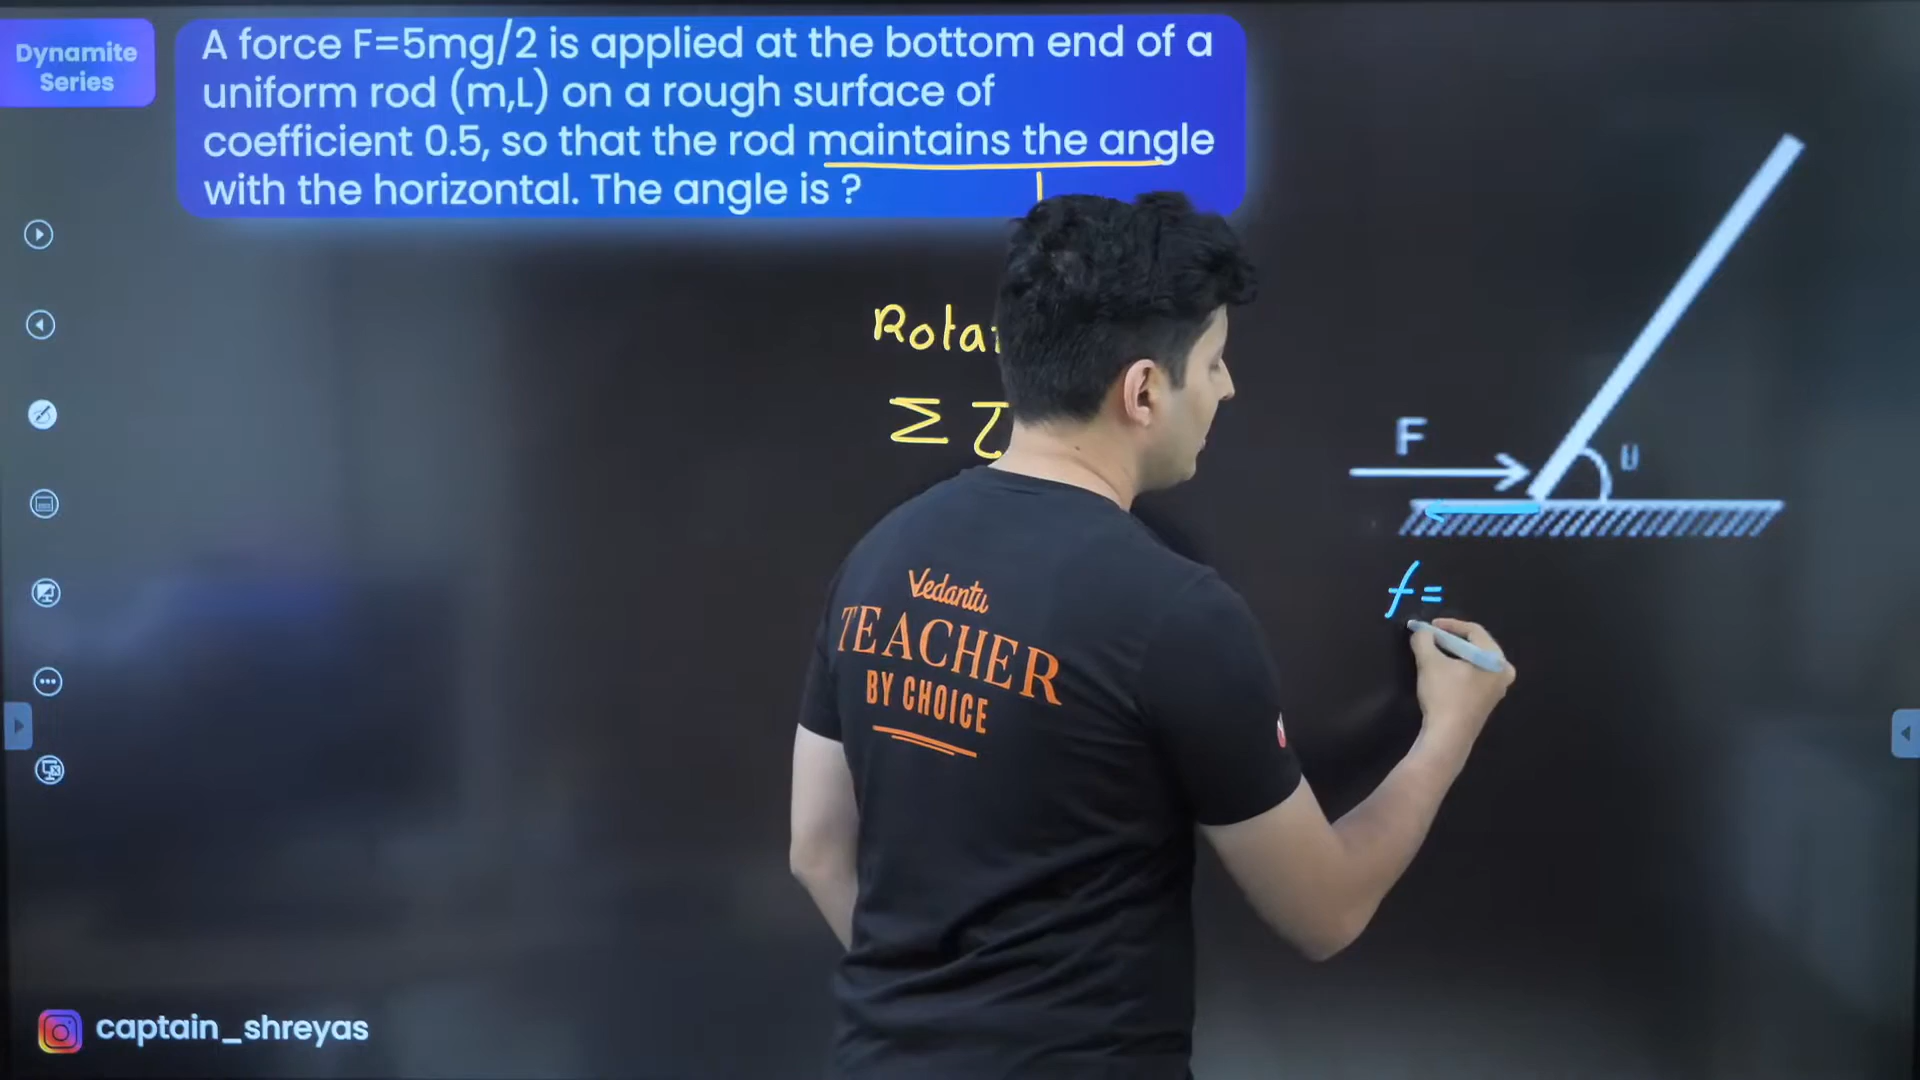 Dynamite
Series
A force F=5mg/2 is applied at the bottom end of a
uniform rod (m,L) on a rough surface of
coefficient 0.5, so that the rod maintains the angle
with the horizontal. The angle is ?
Σ τ
F
f =
Vedantu
TEACHER
BY CHOICE
captain_shreyas